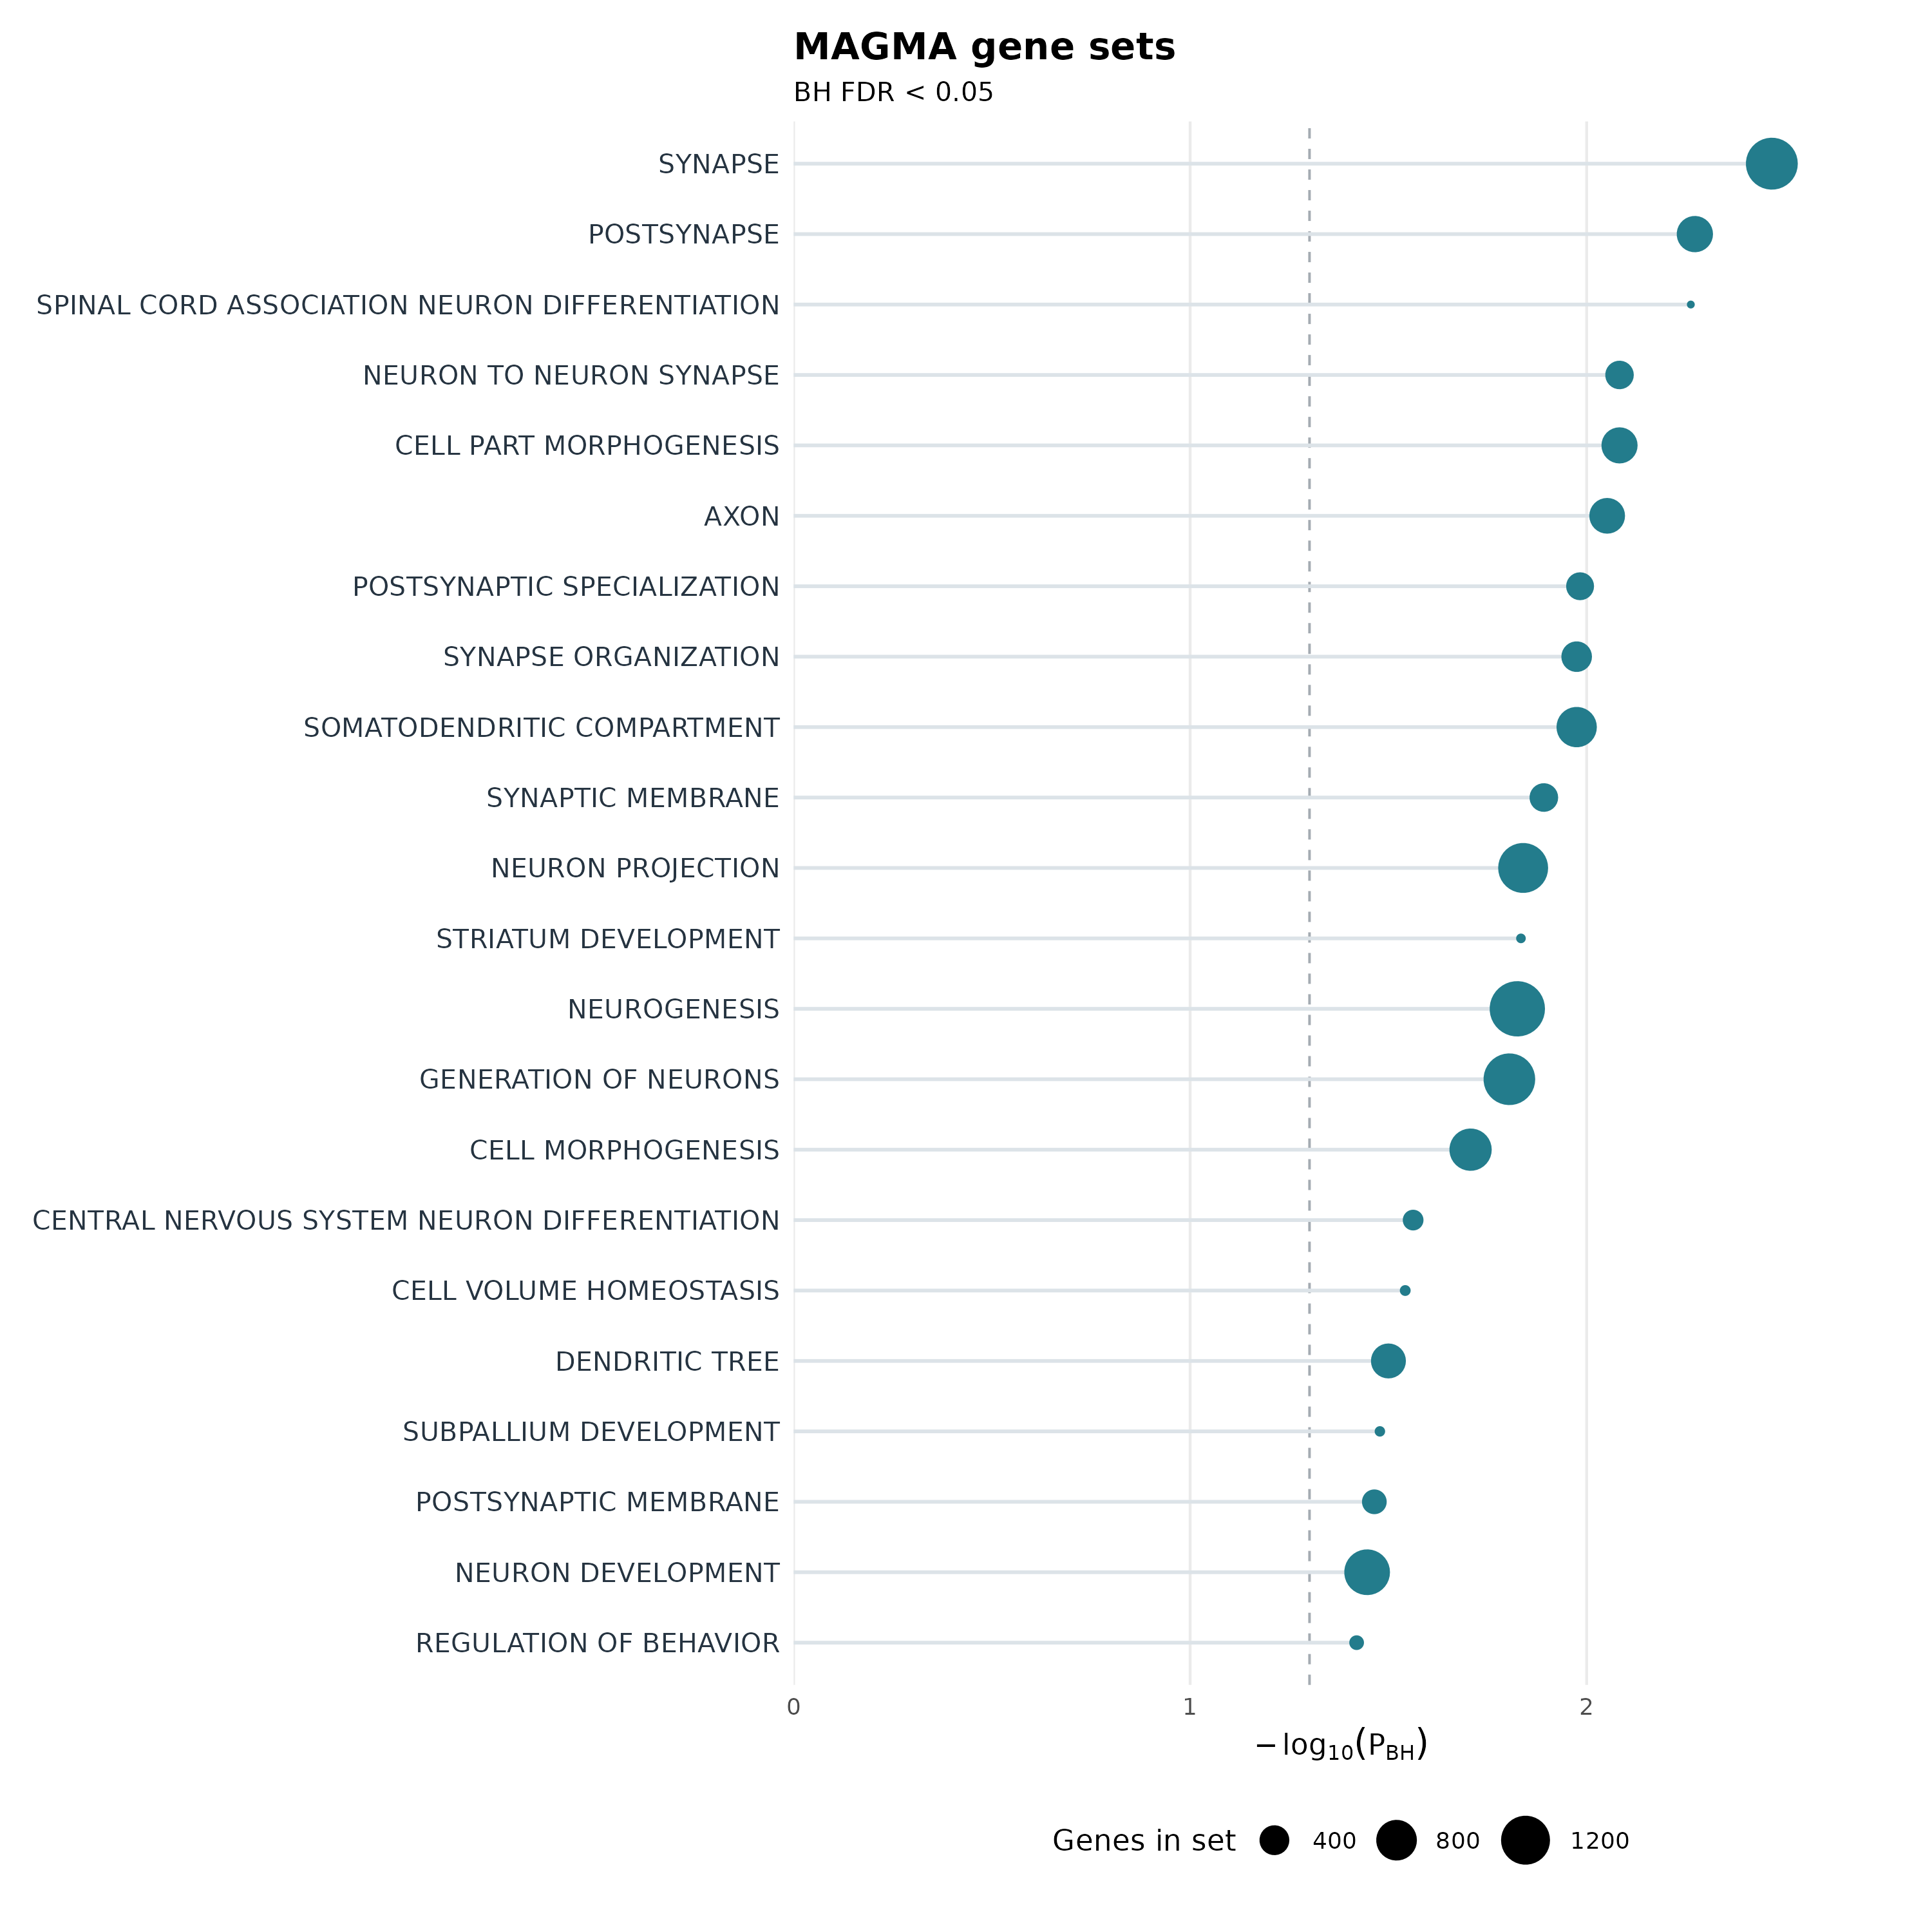 MAGMA gene sets
BH FDR < 0.05
SYNAPSE
POSTSYNAPSE
SPINAL CORD ASSOCIATION NEURON DIFFERENTIATION
NEURON TO NEURON SYNAPSE
CELL PART MORPHOGENESIS
AXON
POSTSYNAPTIC SPECIALIZATION
SYNAPSE ORGANIZATION
SOMATODENDRITIC COMPARTMENT
SYNAPTIC MEMBRANE
NEURON PROJECTION
STRIATUM DEVELOPMENT
NEUROGENESIS
GENERATION OF NEURONS
CELL MORPHOGENESIS
CENTRAL NERVOUS SYSTEM NEURON DIFFERENTIATION
CELL VOLUME HOMEOSTASIS
DENDRITIC TREE
SUBPALLIUM DEVELOPMENT
POSTSYNAPTIC MEMBRANE
NEURON DEVELOPMENT
REGULATION OF BEHAVIOR
0 1 2
−log₁₀(P_BH)
Genes in set 400 800 1200